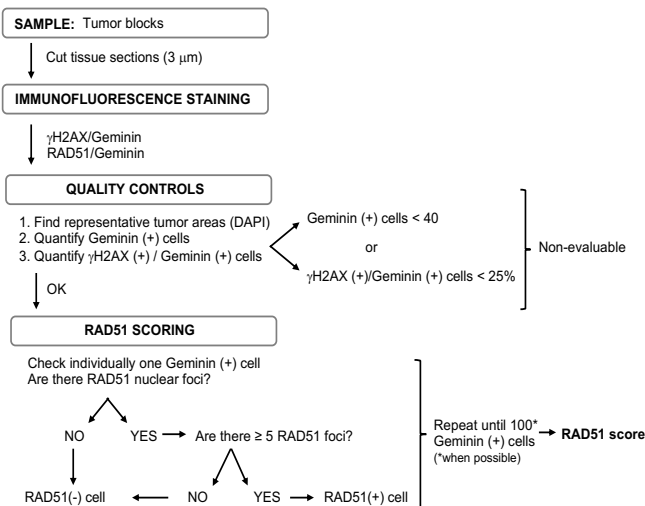 SAMPLE: Tumor blocks
Cut tissue sections (3 μm)
IMMUNOFLUORESCENCE STAINING
γH2AX/Geminin
RAD51/Geminin
QUALITY CONTROLS
1. Find representative tumor areas (DAPI)
2. Quantify Geminin (+) cells
3. Quantify γH2AX (+) / Geminin (+) cells
Geminin (+) cells < 40
or
γH2AX (+)/Geminin (+) cells < 25%
Non-evaluable
OK
RAD51 SCORING
Check individually one Geminin (+) cell
Are there RAD51 nuclear foci?
NO
YES
Are there ≥ 5 RAD51 foci?
RAD51(-) cell
NO
YES
RAD51(+) cell
Repeat until 100*
Geminin (+) cells
(*when possible)
RAD51 score